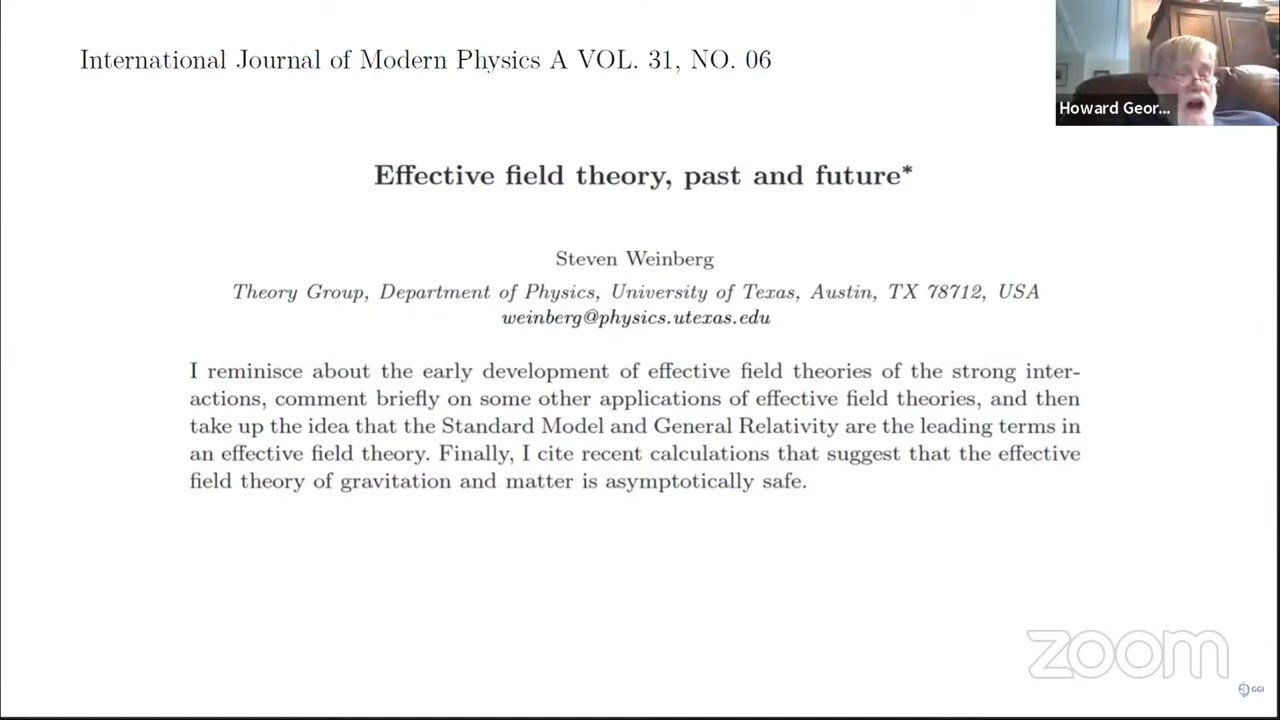 International Journal of Modern Physics A VOL. 31, NO. 06
Howard Geor...
Effective field theory, past and future*
Steven Weinberg
Theory Group, Department of Physics, University of Texas, Austin, TX 78712, USA
weinberg@physics.utexas.edu
I reminisce about the early development of effective field theories of the strong inter-
actions, comment briefly on some other applications of effective field theories, and then
take up the idea that the Standard Model and General Relativity are the leading terms in
an effective field theory. Finally, I cite recent calculations that suggest that the effective
field theory of gravitation and matter is asymptotically safe.
zoom
GGI